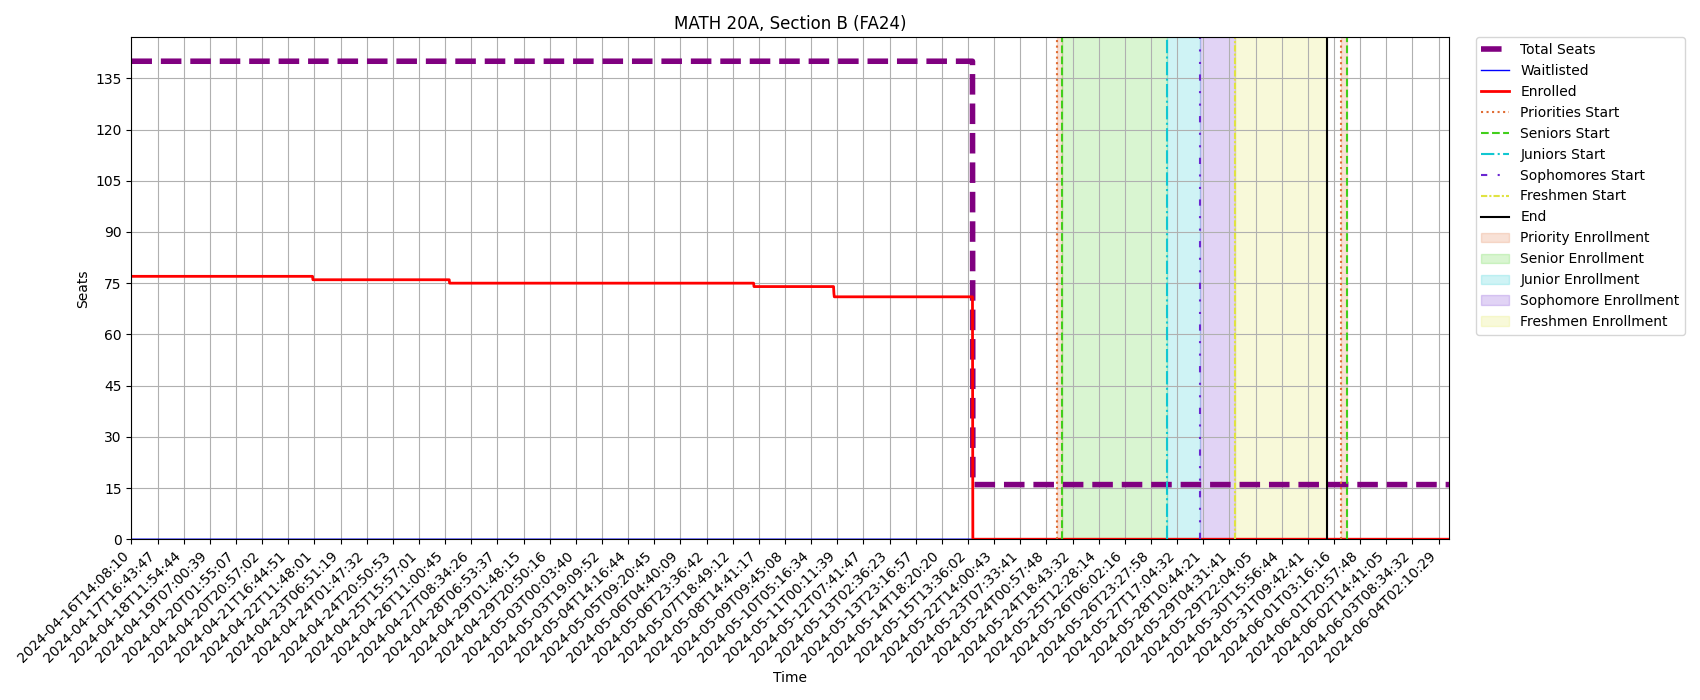 MATH 20A, Section B (FA24)
Seats
135
120
105
90
75
60
45
30
15
0
2024-04-16T14:08:10
2024-04-17T16:43:47
2024-04-18T11:54:44
2024-04-19T07:00:39
2024-04-20T01:55:07
2024-04-20T20:57:02
2024-04-21T16:44:51
2024-04-22T11:48:01
2024-04-23T06:51:19
2024-04-24T01:47:32
2024-04-24T20:50:53
2024-04-25T15:57:01
2024-04-26T11:00:45
2024-04-27T08:34:26
2024-04-28T06:53:37
2024-04-29T01:48:15
2024-04-29T20:50:16
2024-05-03T00:03:40
2024-05-03T19:09:52
2024-05-04T14:16:44
2024-05-05T09:20:45
2024-05-06T04:40:09
2024-05-06T23:36:42
2024-05-07T18:49:12
2024-05-08T14:41:17
2024-05-09T09:45:08
2024-05-10T05:16:34
2024-05-11T00:11:39
2024-05-12T07:41:47
2024-05-13T02:36:23
2024-05-13T23:16:57
2024-05-14T18:20:20
2024-05-15T13:36:02
2024-05-22T14:00:43
2024-05-23T07:33:41
2024-05-24T00:57:48
2024-05-24T18:43:32
2024-05-25T12:28:14
2024-05-26T06:02:16
2024-05-26T23:27:58
2024-05-27T17:04:32
2024-05-28T10:44:21
2024-05-29T04:31:41
2024-05-29T22:04:05
2024-05-30T15:56:44
2024-05-31T09:42:41
2024-06-01T03:16:16
2024-06-01T20:57:48
2024-06-02T14:41:05
2024-06-03T08:34:32
2024-06-04T02:10:29
Time
Total Seats
Waitlisted
Enrolled
Priorities Start
Seniors Start
Juniors Start
Sophomores Start
Freshmen Start
End
Priority Enrollment
Senior Enrollment
Junior Enrollment
Sophomore Enrollment
Freshmen Enrollment